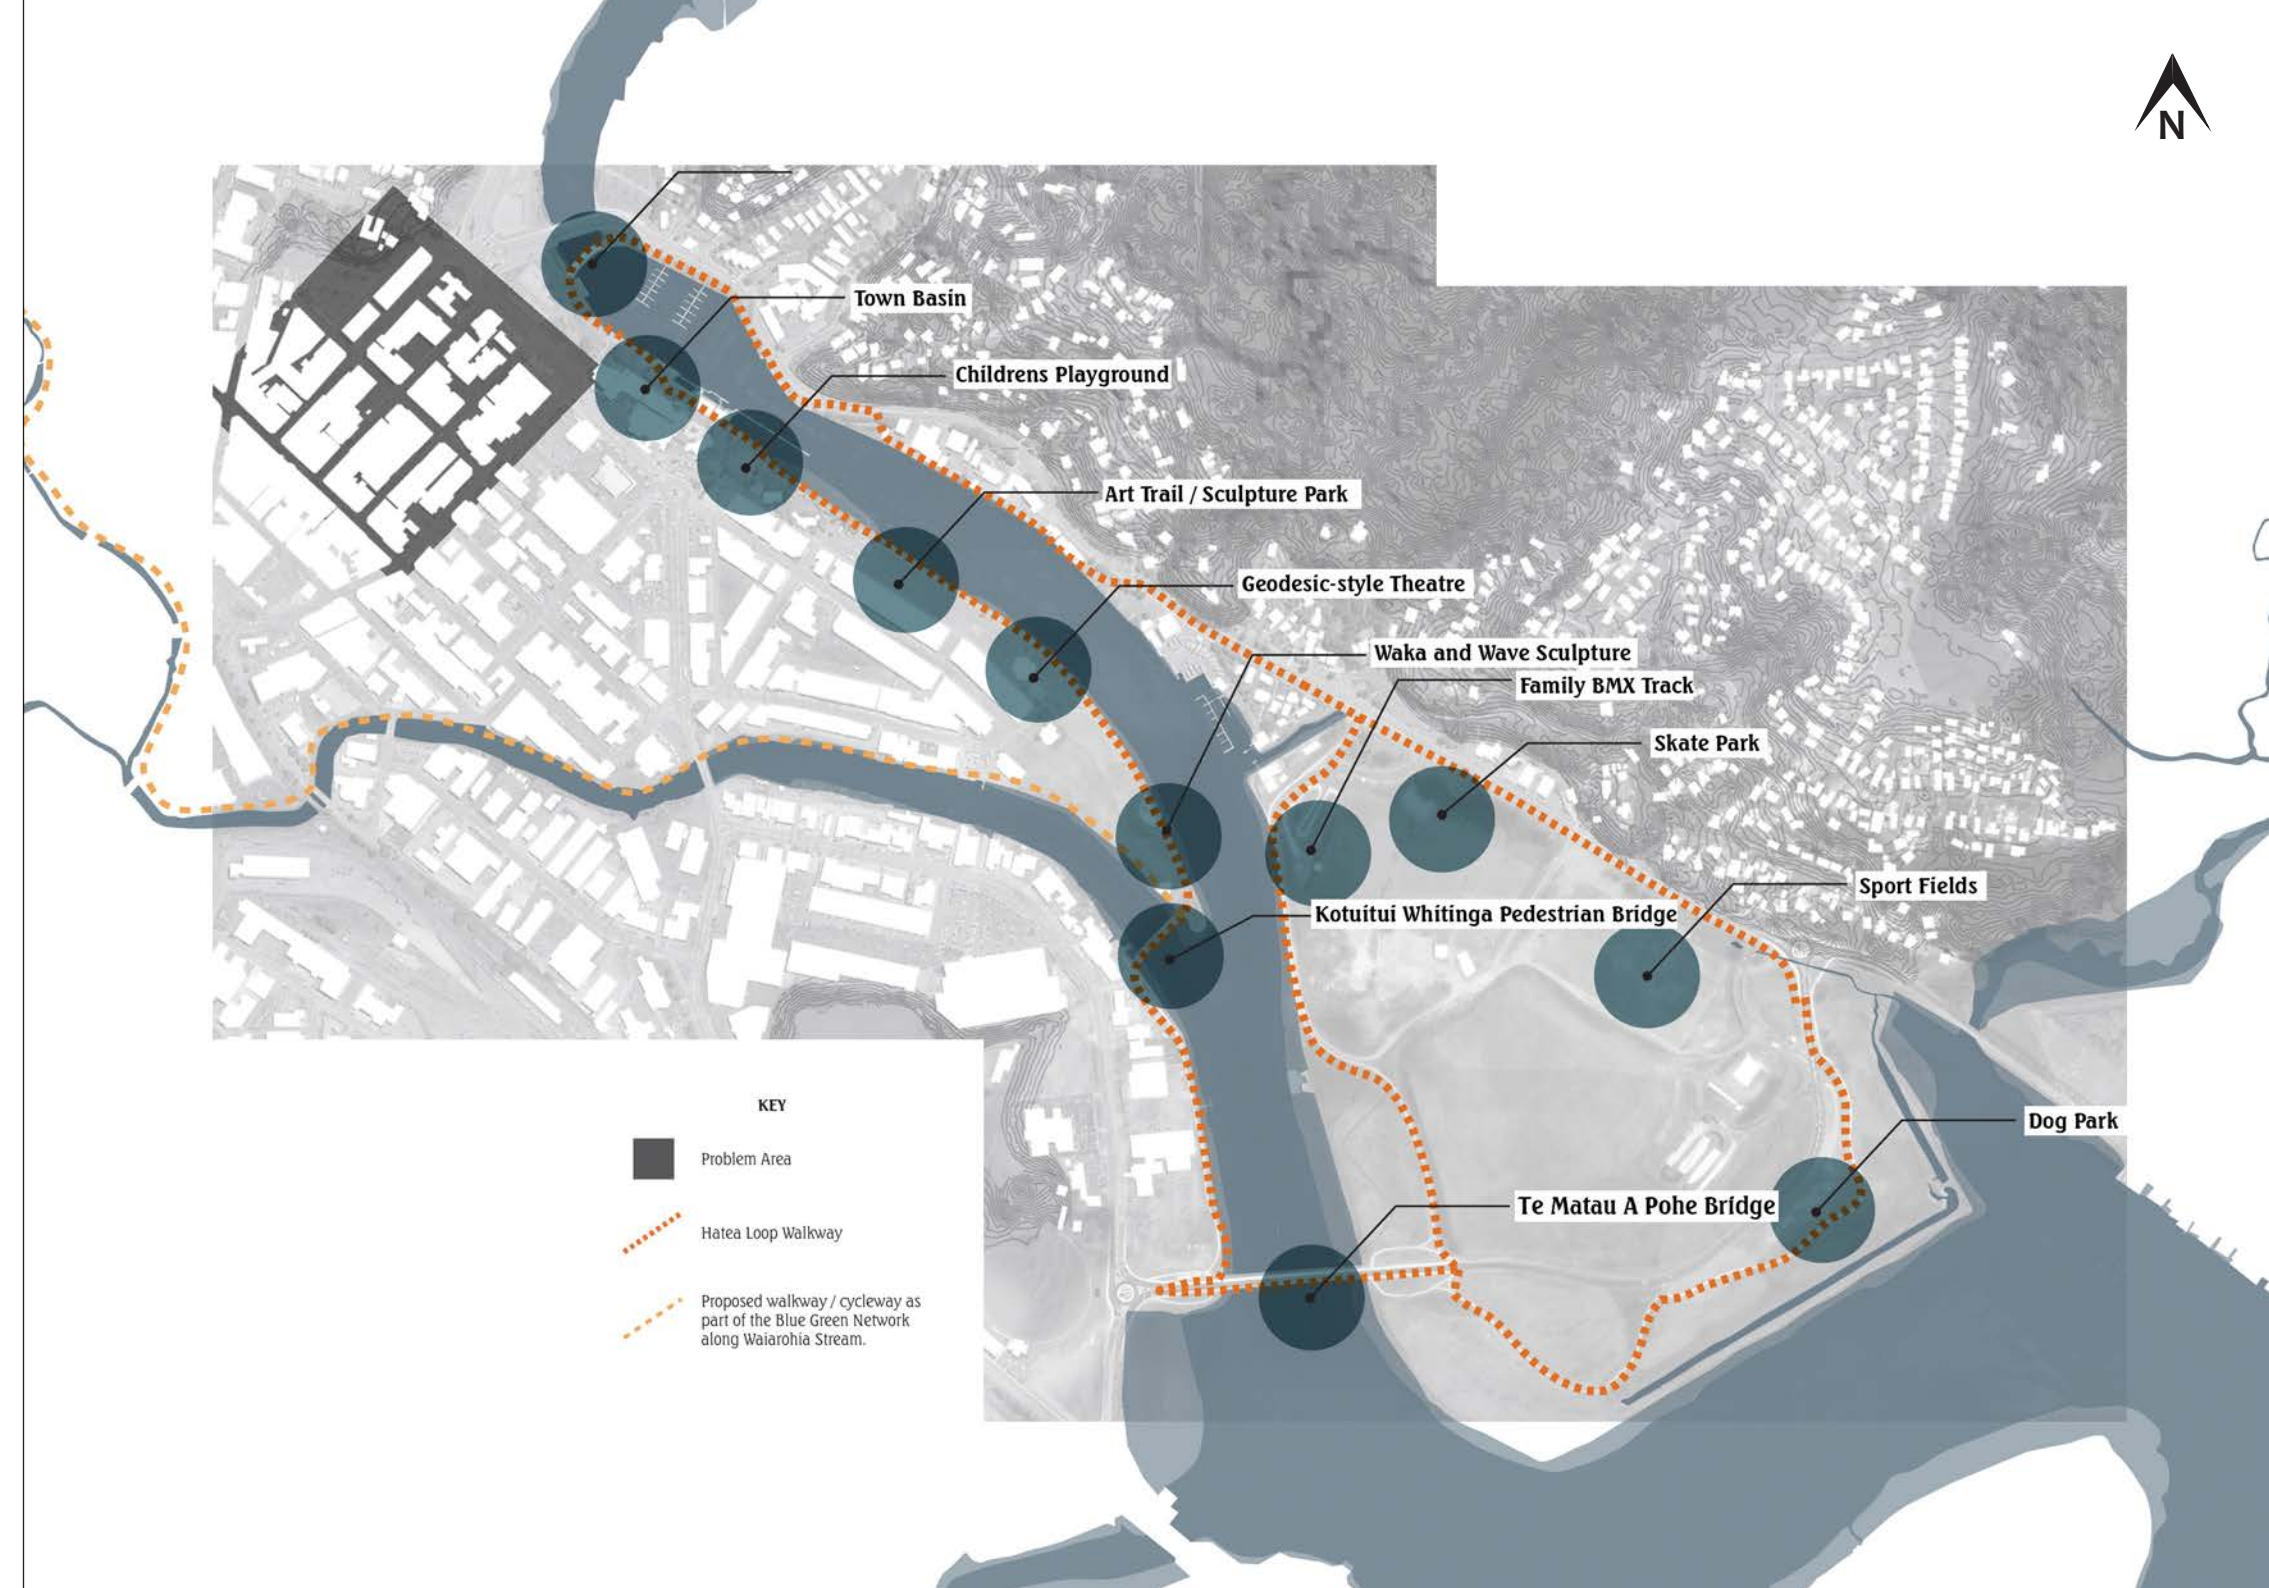 N
Town Basin
Childrens Playground
Art Trail / Sculpture Park
Geodesic-style Theatre
Waka and Wave Sculpture
Family BMX Track
Skate Park
Sport Fields
Kotuitui Whitinga Pedestrian Bridge
Dog Park
Te Matau A Pohe Bridge
KEY
Problem Area
Hatea Loop Walkway
Proposed walkway / cycleway as
part of the Blue Green Network
along Waiarohia Stream.